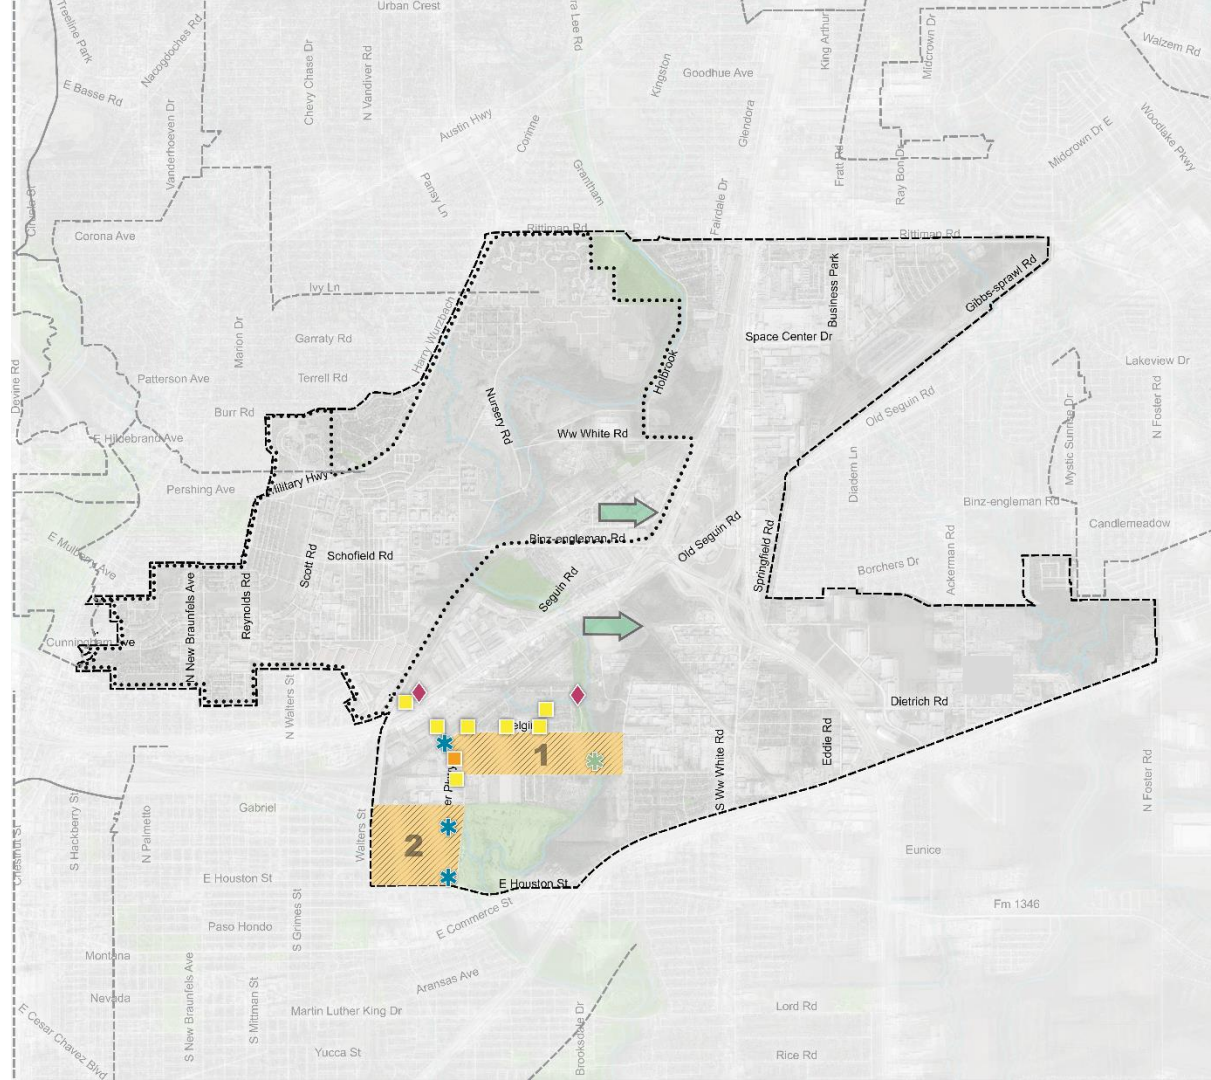 Urban Crest
Treeline Park
Nacogdoches Rd
E Basse Rd
Vanderhoeven Dr
Chevy Chase Dr
N Vandiver Rd
Austin Hwy
Corinne
Kingston
Goodhue Ave
King Arthur
Midcrown Dr
Walzem Rd
Glendora
Midcrown Dr E
Woodlake Pkwy
Fratt Rd
Ray Bon Dr
Grantham
Pansy Ln
Fairdale Dr
Corona Ave
Rittiman Rd
Rittiman Rd
Ivy Ln
Harry Wurzbach
Business Park
Gibbs-sprawl Rd
Marion Dr
Garraty Rd
Space Center Dr
Lakeview Dr
Devine Rd
Patterson Ave
Terrell Rd
Holbrook
Burr Rd
Nursery Rd
Old Seguin Rd
N Foster Rd
E Hildebrand Ave
Ww White Rd
Mystic Sunrise Dr
Diadem Ln
Pershing Ave
Military Hwy
Binz-engleman Rd
Candlemeadow
E Mulberry Ave
Schofield Rd
Scott Rd
Binz-engleman Rd
Old Seguin Rd
Springfield Rd
Borchers Dr
Ackerman Rd
Seguin Rd
N New Braunfels Ave
Reynolds Rd
Cunningham Ave
N Walters St
Dietrich Rd
Eddie Rd
S Ww White Rd
1
N Foster Rd
Gabriel
Walters St
S Hackberry St
N Palmetto
2
Eunice
E Houston St
E Houston St
S Grimes St
Fm 1346
Paso Hondo
E Commerce St
Montana
Aransas Ave
Nevada
S New Braunfels Ave
S Mittman St
Martin Luther King Dr
Lord Rd
E Cesar Chavez Blvd
Yucca St
Brooksdale Dr
Rice Rd